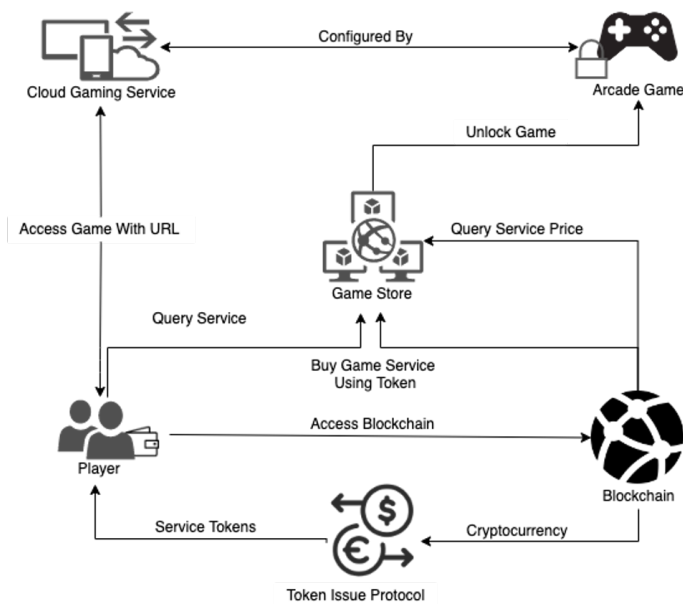 Configured By
Cloud Gaming Service
Arcade Game
Unlock Game
Access Game With URL
Query Service Price
Game Store
Query Service
Buy Game Service
Using Token
Access Blockchain
Player
Blockchain
$
Service Tokens
Cryptocurrency
€
Token Issue Protocol